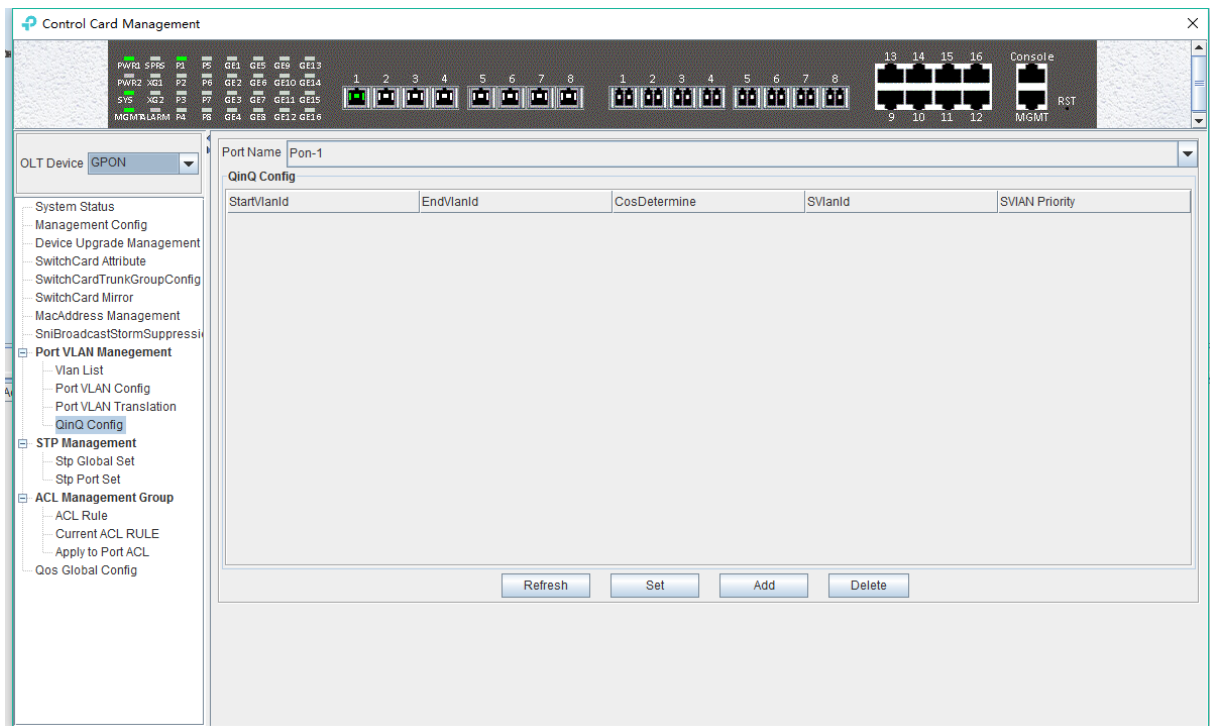 Control Card Management
PWR1 SPRS P1 P5 GE1 GE5 GE9 GE13
PWR2 XG1 P2 P6 GE2 GE6 GE10 GE14
SYS XG2 P3 P7 GE3 GE7 GE11 GE15
MGMT ALARM P4 P8 GE4 GE8 GE12 GE16
1 2 3 4 5 6 7 8
1 2 3 4 5 6 7 8
13 14 15 16
9 10 11 12
Console
MGMT
RST
OLT Device GPON
System Status
Management Config
Device Upgrade Management
SwitchCard Attribute
SwitchCardTrunkGroupConfig
SwitchCard Mirror
MacAddress Management
SniBroadcastStormSuppressi
Port VLAN Manegement
Vlan List
Port VLAN Config
Port VLAN Translation
QinQ Config
STP Management
Stp Global Set
Stp Port Set
ACL Management Group
ACL Rule
Current ACL RULE
Apply to Port ACL
Qos Global Config
Port Name Pon-1
QinQ Config
StartVlanId EndVlanId CosDetermine SVlanId SVlAN Priority
Refresh Set Add Delete